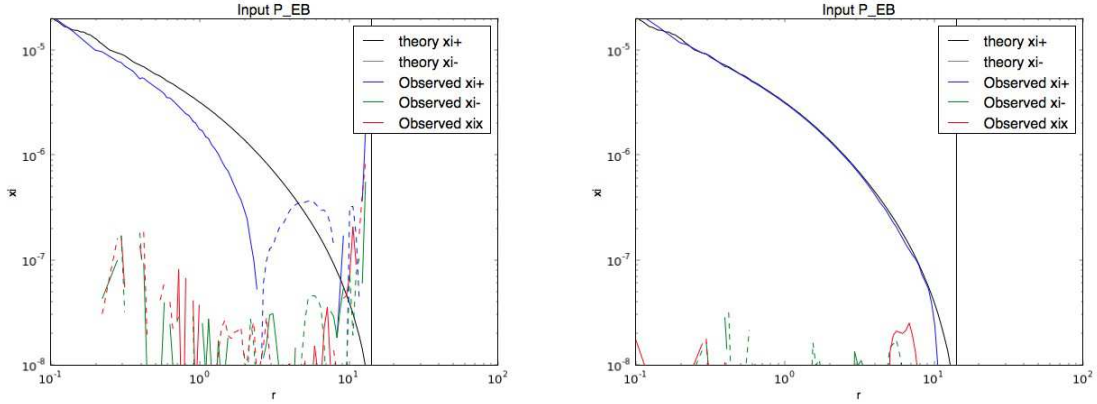 Input P_EB
theory xi+
theory xi-
Observed xi+
Observed xi-
Observed xix
xi
10^-5
10^-6
10^-7
10^-8
10^-1
10^0
10^1
10^2
r
Input P_EB
theory xi+
theory xi-
Observed xi+
Observed xi-
Observed xix
xi
10^-5
10^-6
10^-7
10^-8
10^-1
10^0
10^1
10^2
r